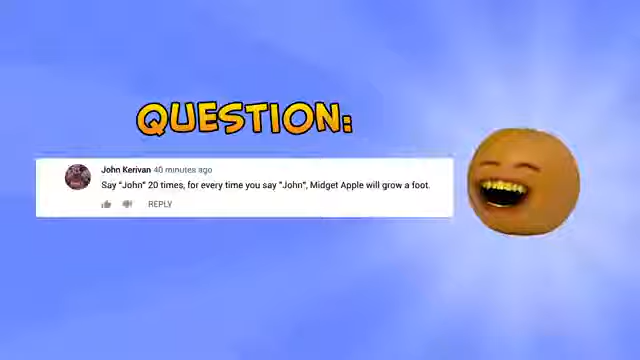 QUESTION:
John Kerivan 40 minutes ago
Say "John" 20 times, for every time you say "John", Midget Apple will grow a foot.
REPLY